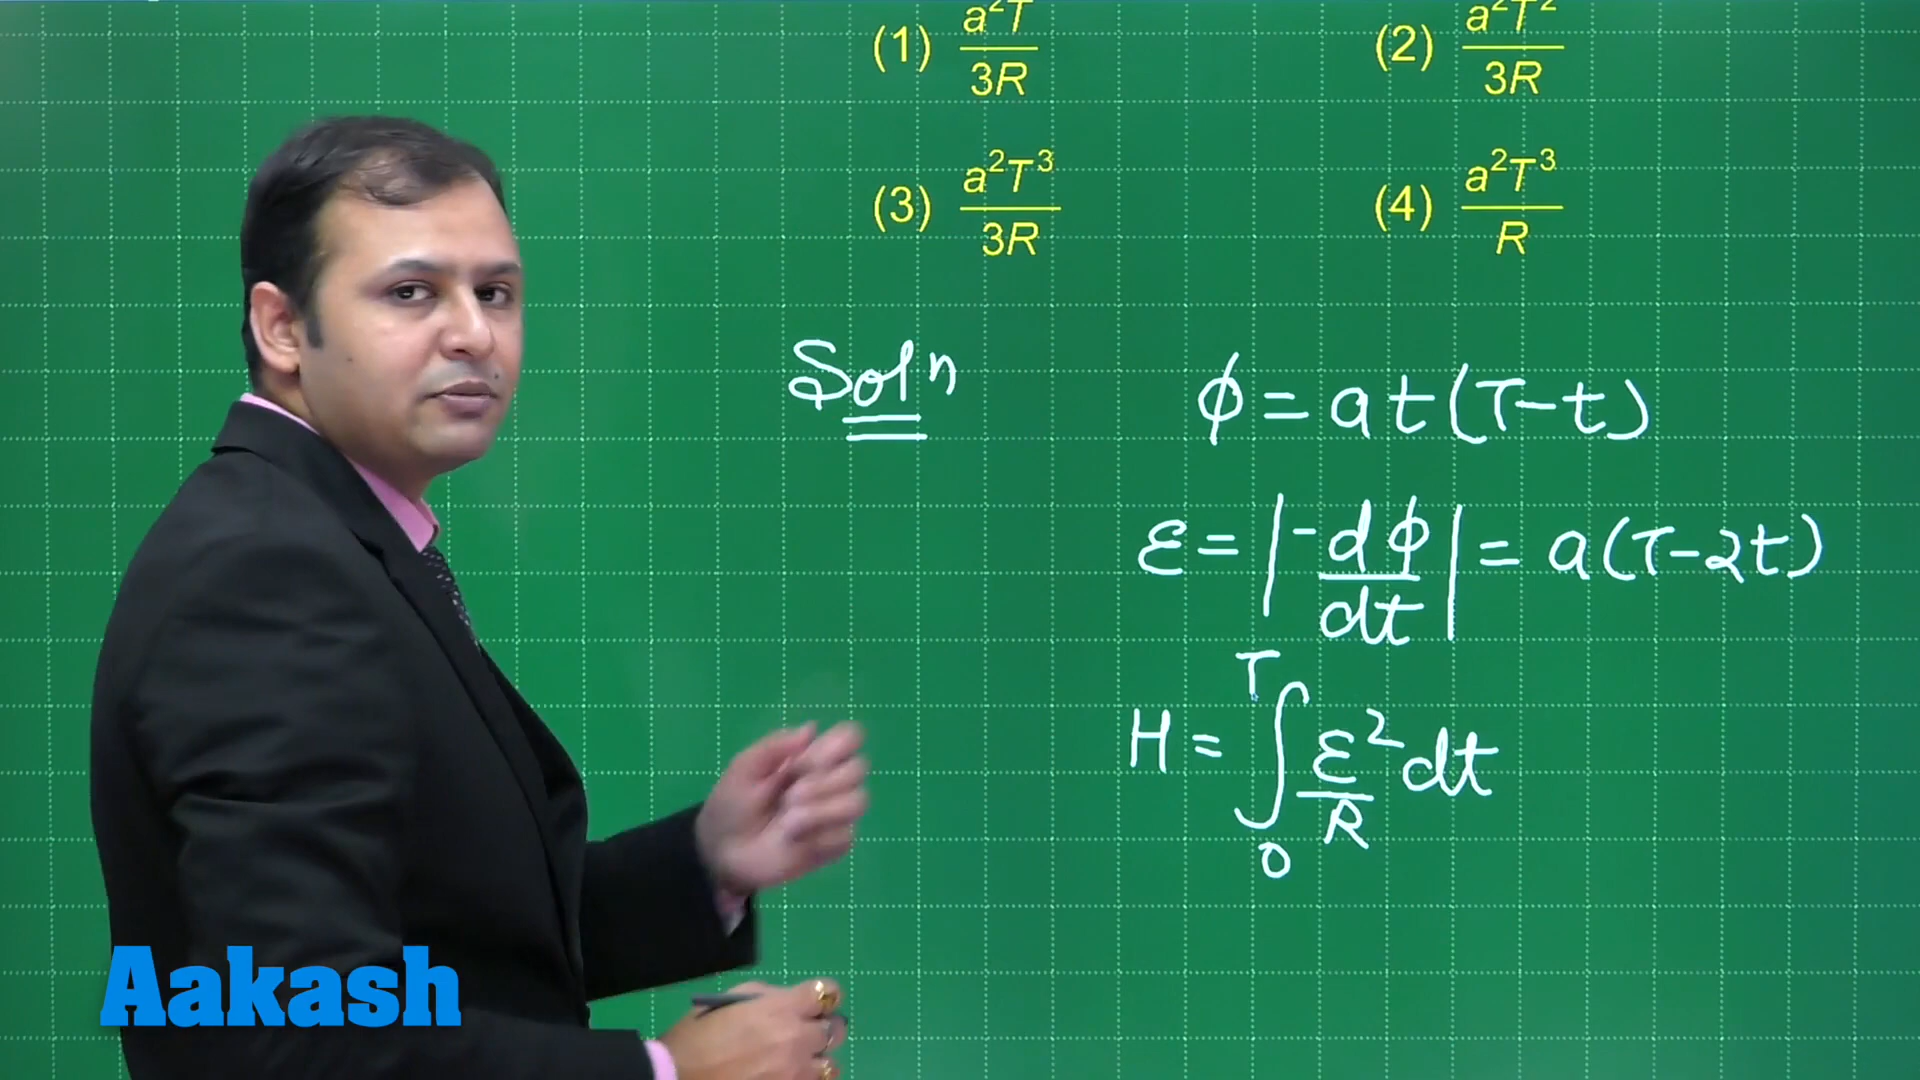 (1) a²T/3R (2) a²T²/3R
(3) a²T³/3R (4) a²T³/R
Soln
ϕ = at(T-t)
ε = |-dϕ/dt| = a(T-2t)
H = ∫₀ᵀ ε²/R dt
Aakash